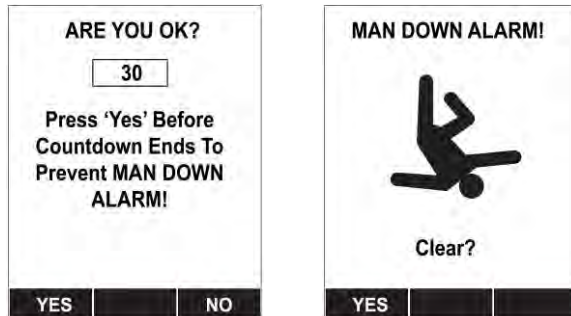 ARE YOU OK?
30
Press ‘Yes’ Before
Countdown Ends To
Prevent MAN DOWN
ALARM!
YES NO
MAN DOWN ALARM!
Clear?
YES